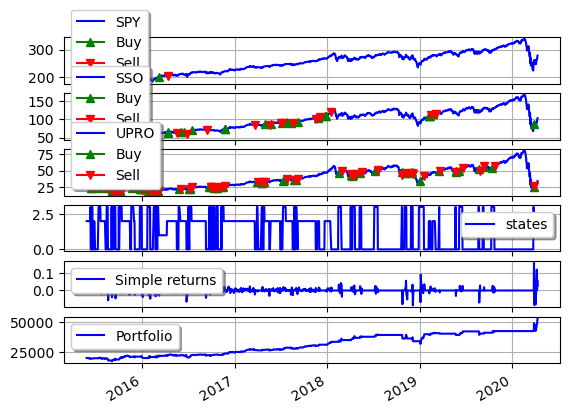 SPY
Buy
Sell
300
200
SSO
Buy
Sell
150
100
50
UPRO
Buy
Sell
75
50
25
states
2.5
0.0
Simple returns
0.1
0.0
Portfolio
50000
25000
2016
2017
2018
2019
2020